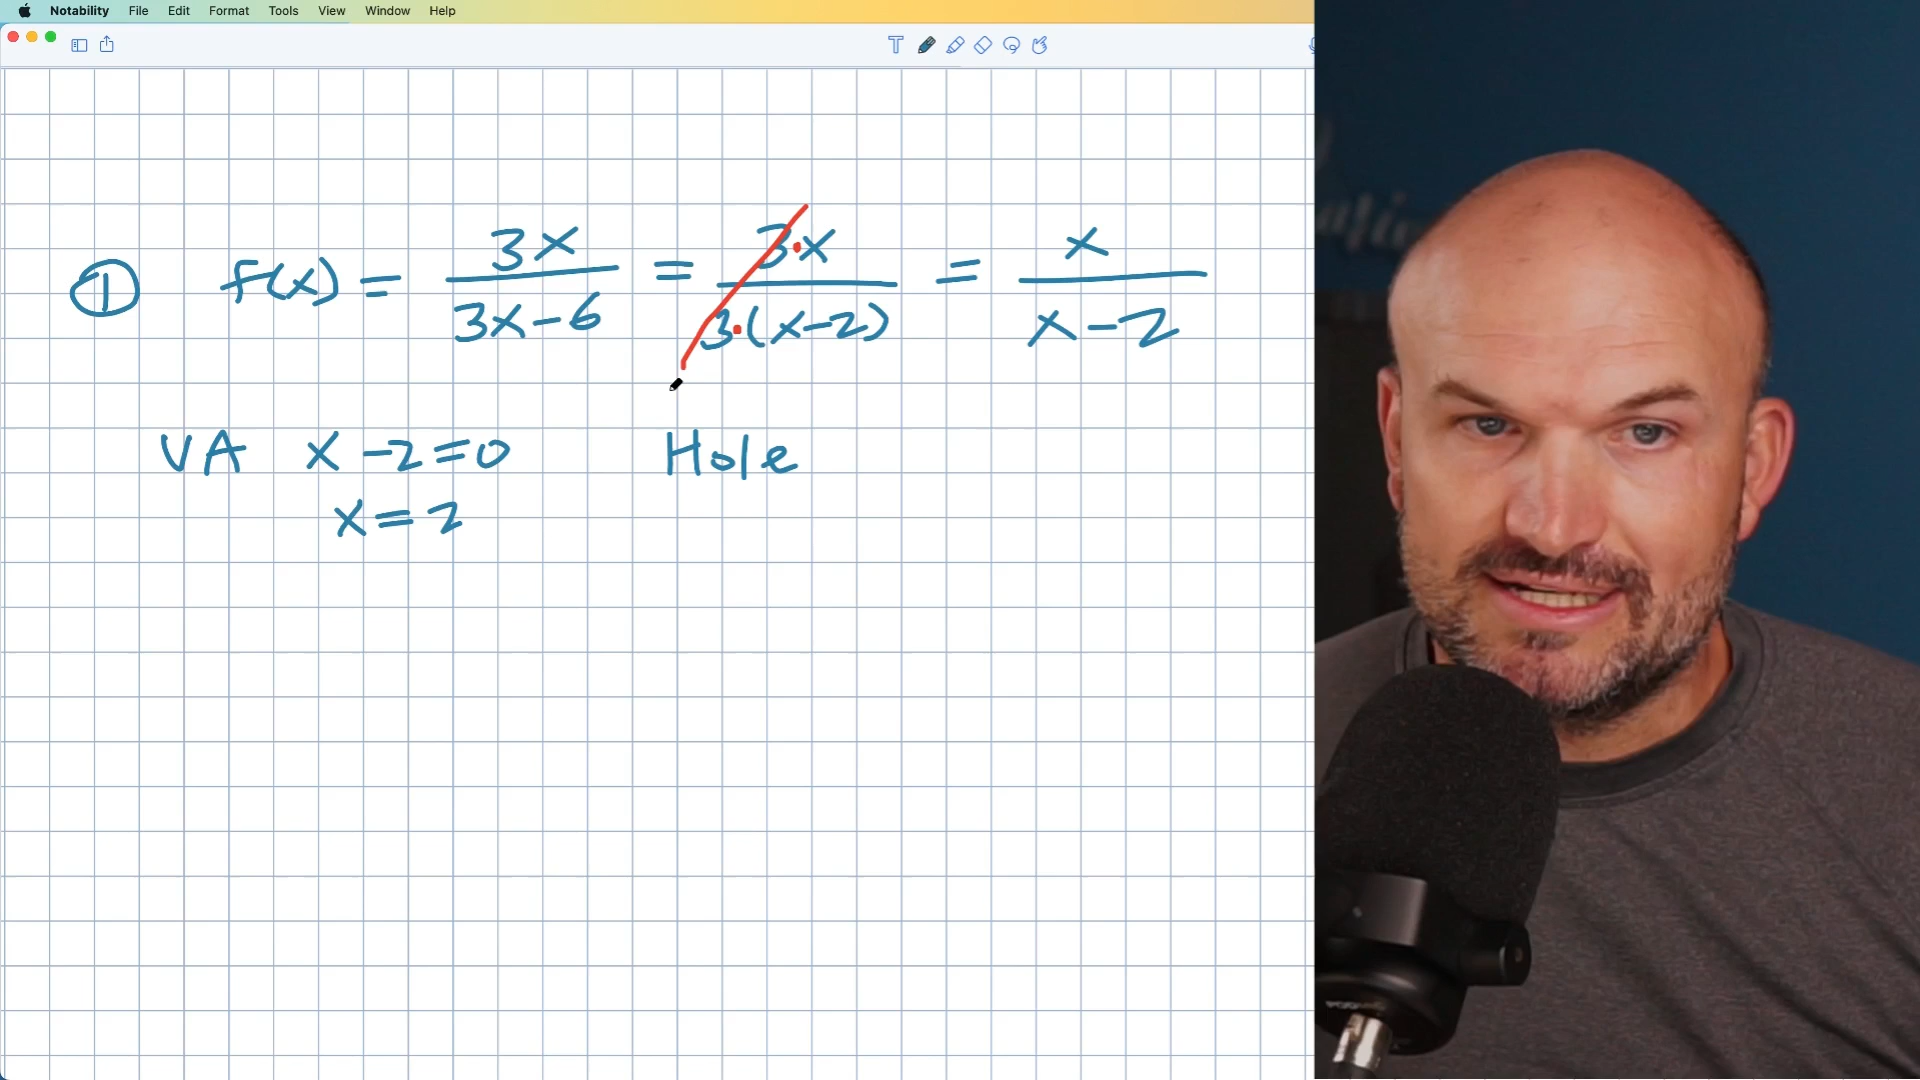 Notability File Edit Format Tools View Window Help
① f(x) = 3x / 3x-6 = 3·x / 3·(x-2) = x / x-2
VA x -2=0 Hole
x=2